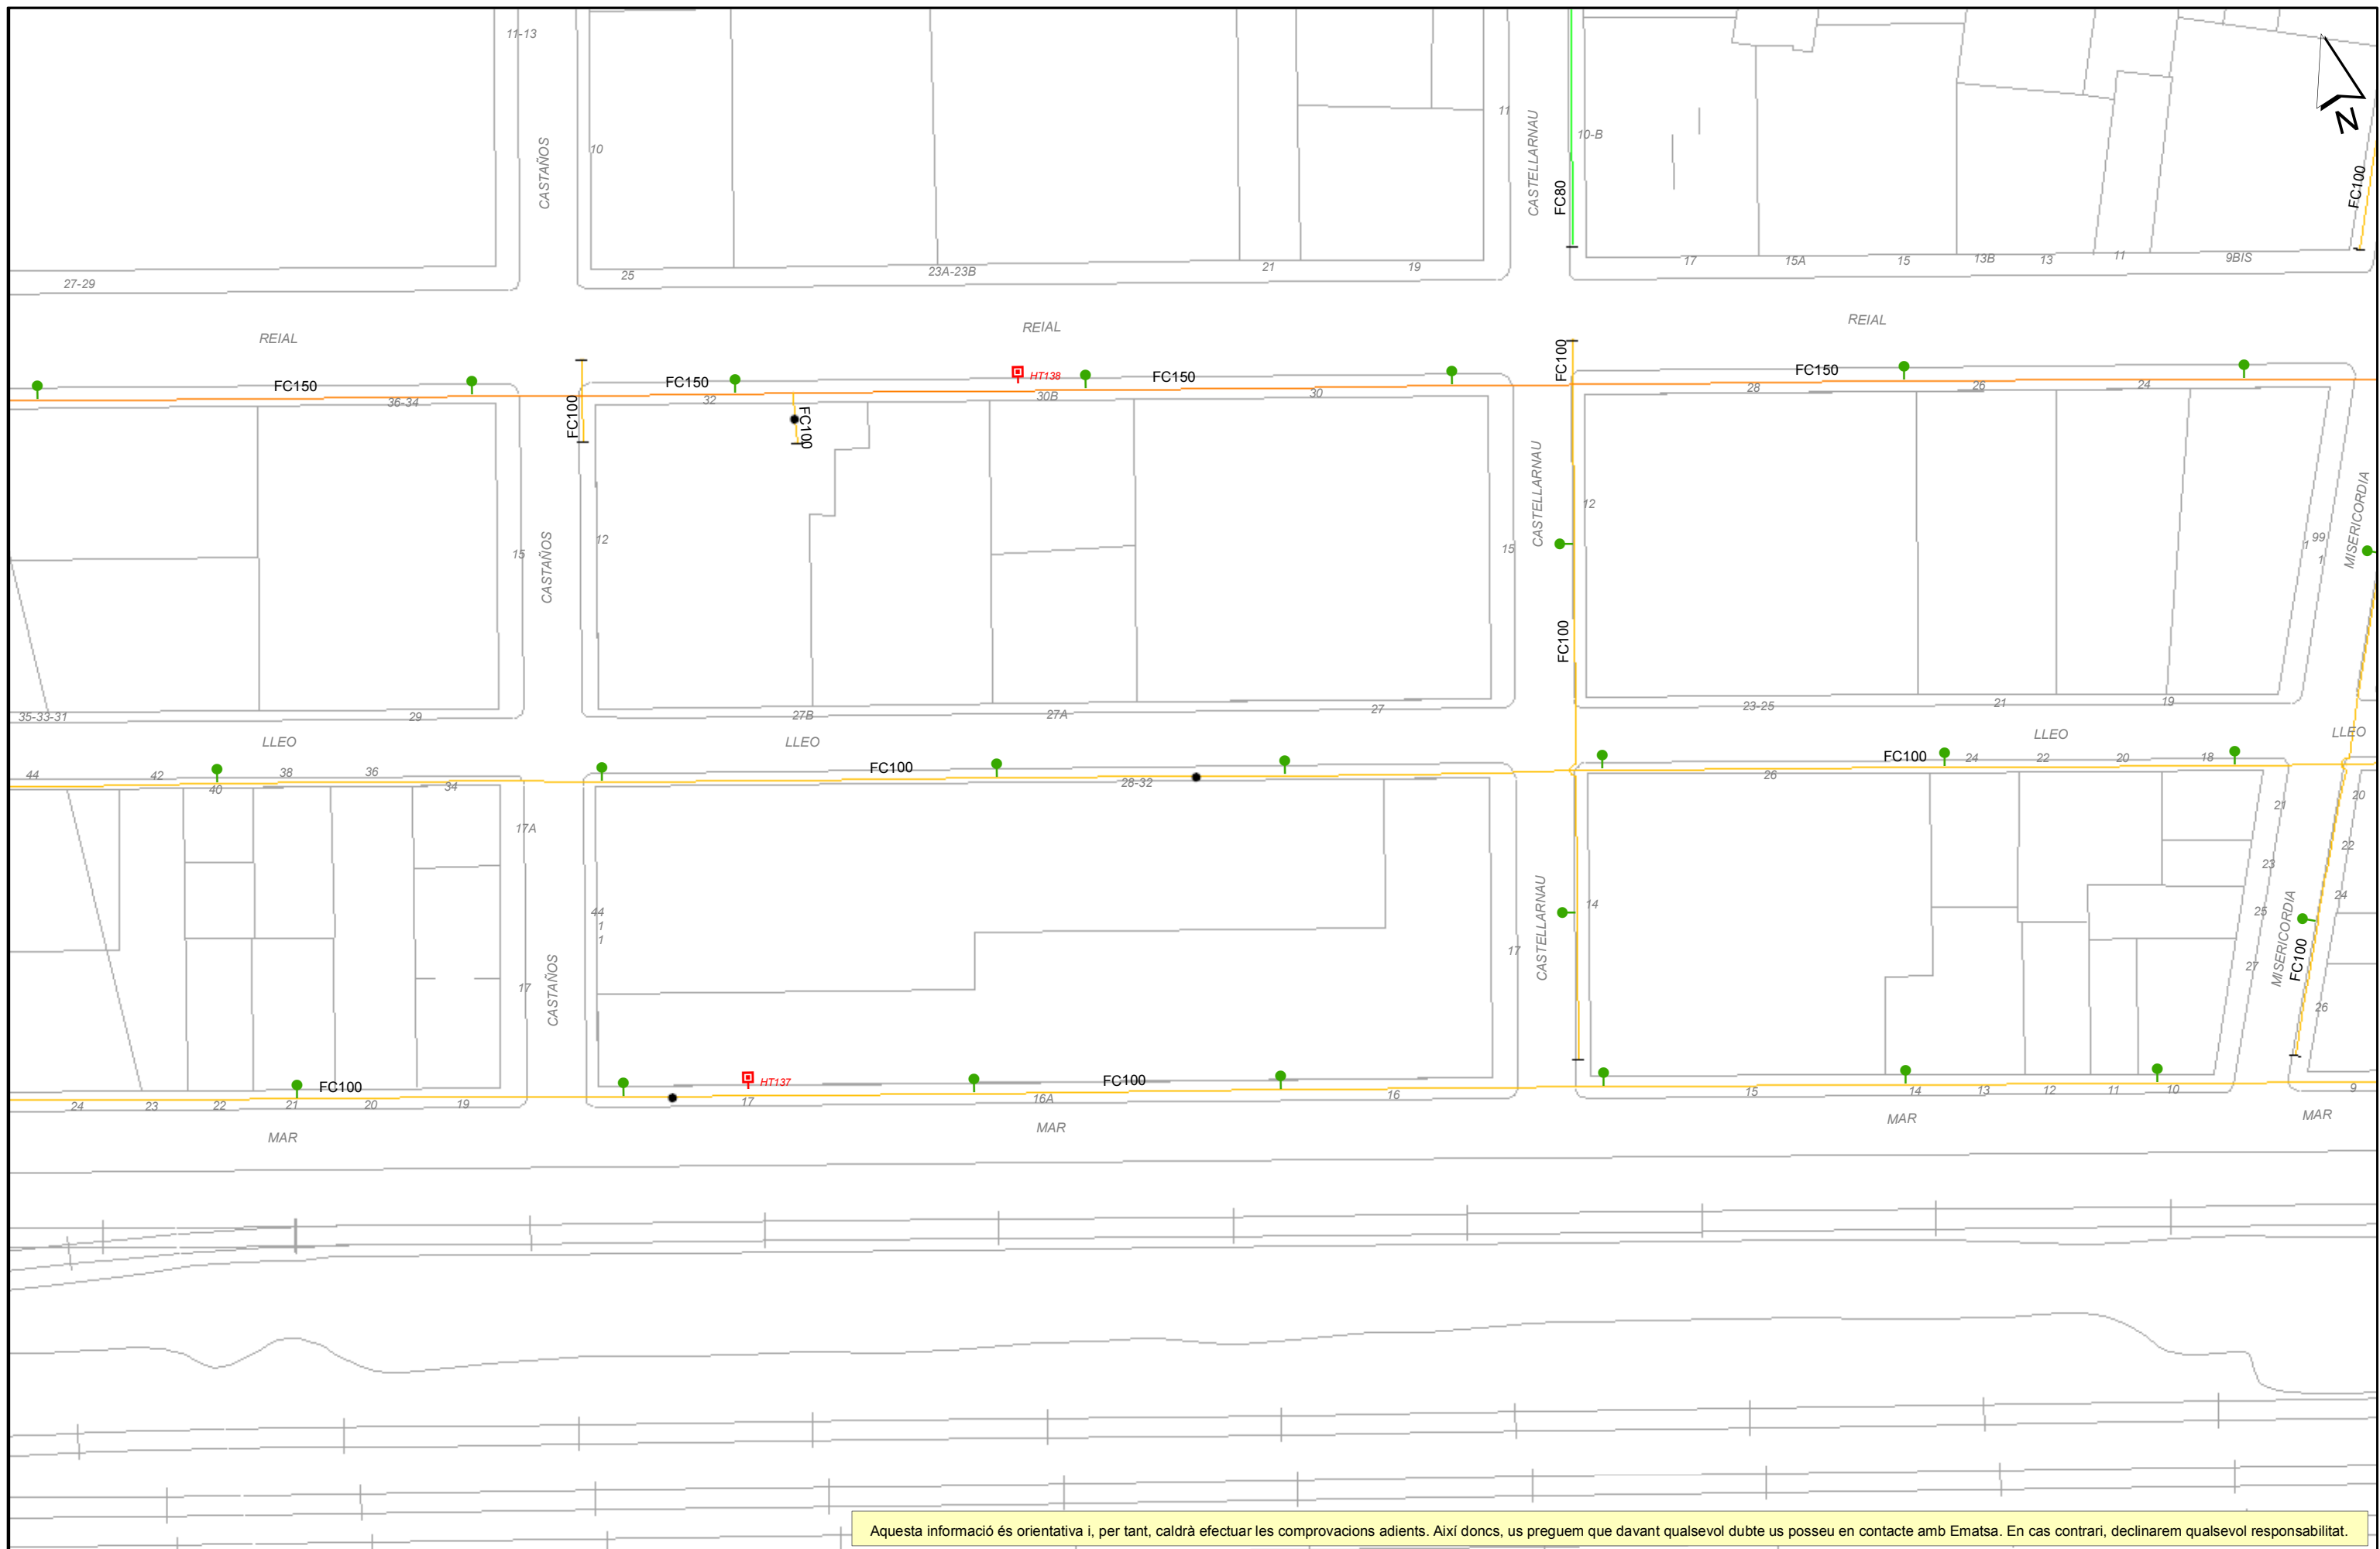 11-13
CASTAÑOS
10
11
CASTELLARNAU
10-B
FC80
FC100
N
27-29
25
23A-23B
21
19
17
15A
15
13B
13
11
9BIS
REIAL
REIAL
REIAL
FC150
36-34
FC100
FC150
32
FC100
HT138
30B
FC150
30
FC100
28
FC150
26
24
15
CASTAÑOS
12
15
CASTELLARNAU
12
FC100
1
99
1
MISERICORDIA
35-33-31
29
27B
27A
27
23-25
21
19
LLEO
LLEO
LLEO
LLEO
44
42
40
38
36
34
FC100
28-32
26
FC100
24
22
20
18
17A
17
CASTAÑOS
44
1
1
17
CASTELLARNAU
14
21
23
25
27
MISERICORDIA
FC100
20
22
24
26
FC100
HT137
FC100
24
23
22
21
20
19
17
16A
16
15
14
13
12
11
10
9
MAR
MAR
MAR
MAR
Aquesta informació és orientativa i, per tant, caldrà efectuar les comprovacions adients. Així doncs, us preguem que davant qualsevol dubte us posseu en contacte amb Ematsa. En cas contrari, declinarem qualsevol responsabilitat.